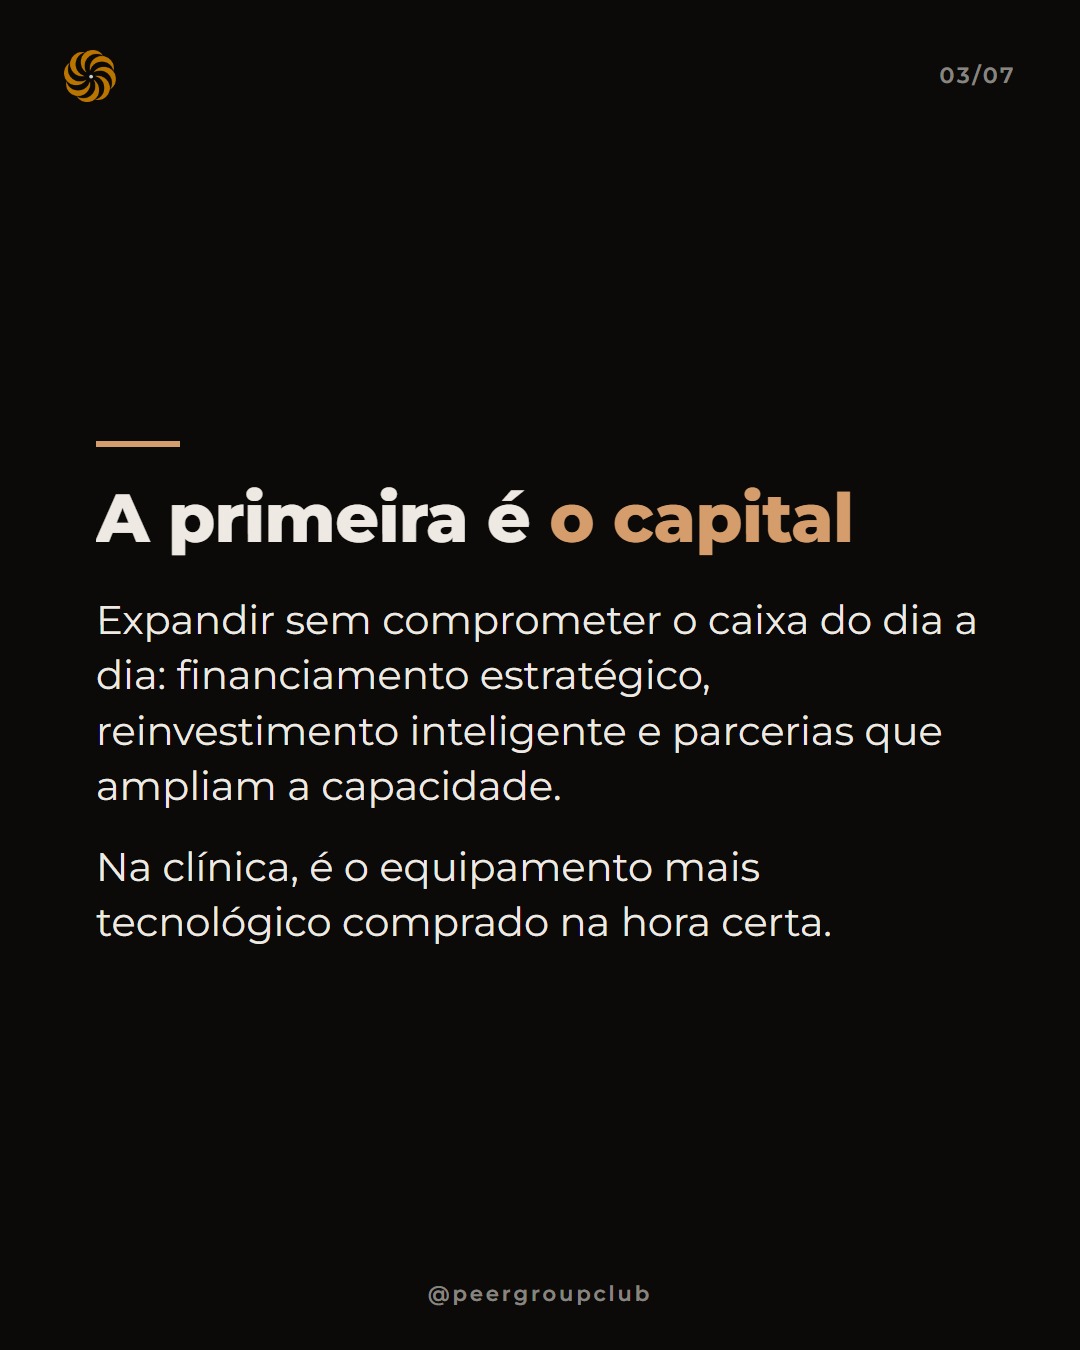 03/07
A primeira é o capital
Expandir sem comprometer o caixa do dia a
dia: financiamento estratégico,
reinvestimento inteligente e parcerias que
ampliam a capacidade.
Na clínica, é o equipamento mais
tecnológico comprado na hora certa.
@peergroupclub